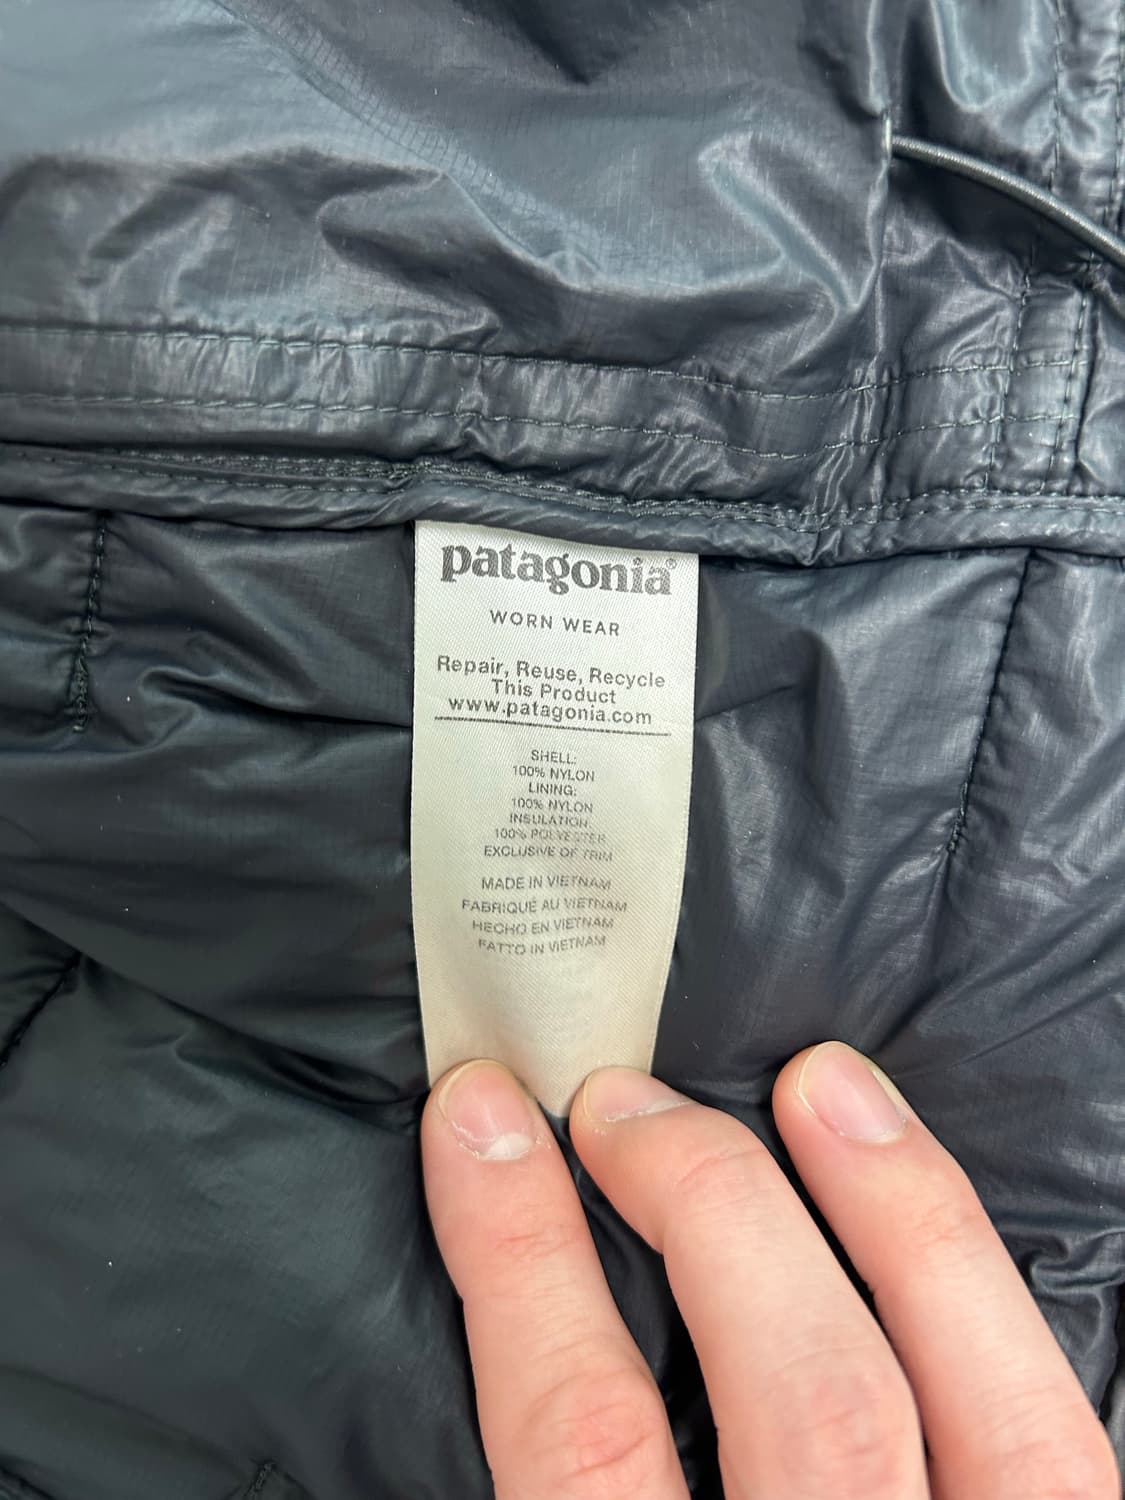 patagonia®
WORN WEAR
Repair, Reuse, Recycle
This Product
www.patagonia.com
SHELL:
100% NYLON
LINING:
100% NYLON
INSULATION:
100% POLYESTER
EXCLUSIVE OF TRIM
MADE IN VIETNAM
FABRIQUÉ AU VIETNAM
HECHO EN VIETNAM
FATTO IN VIETNAM